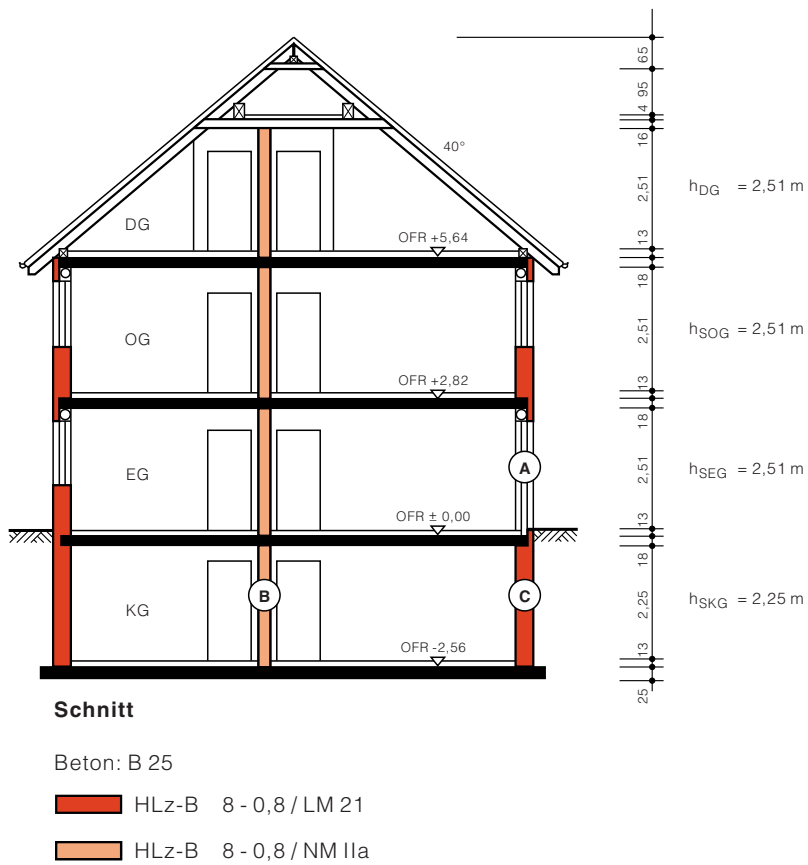 65
95
4
16
40°
2,51
h_DG = 2,51 m
DG
13
OFR +5,64
18
OG
2,51
h_SOG = 2,51 m
OFR +2,82
13
18
EG
A
2,51
h_SEG = 2,51 m
OFR ± 0,00
13
18
KG
B
C
2,25
h_SKG = 2,25 m
OFR -2,56
13
25
Schnitt
Beton: B 25
HLz-B 8 - 0,8 / LM 21
HLz-B 8 - 0,8 / NM IIa